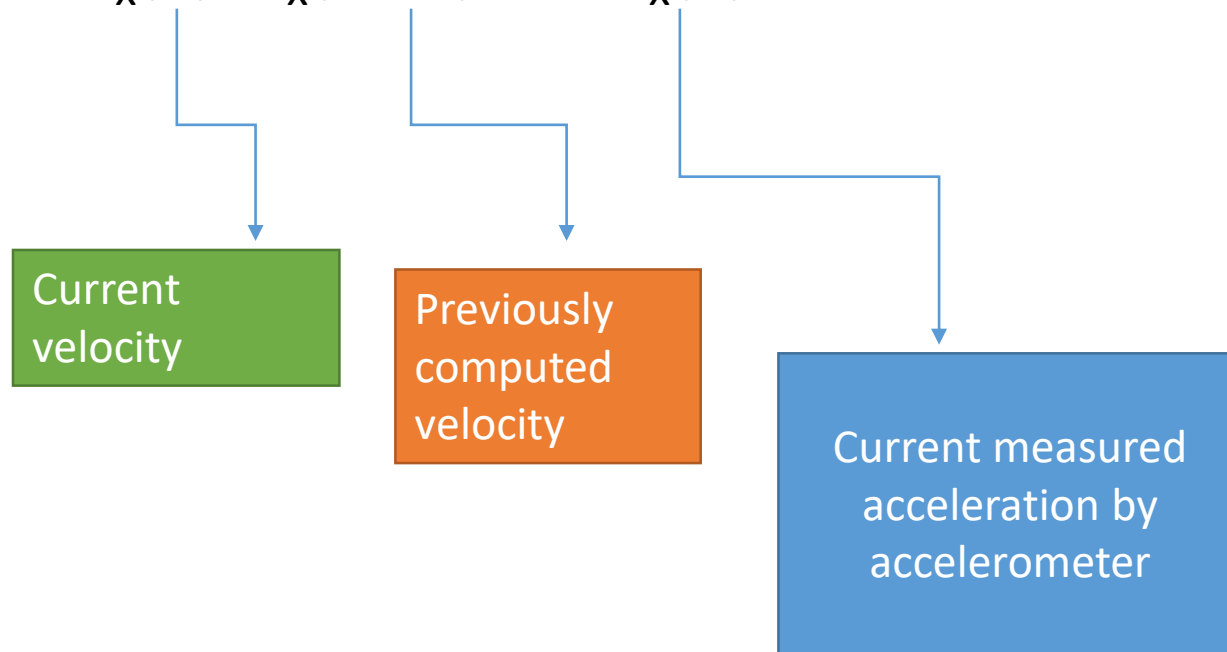 Current
velocity
Previously
computed
velocity
Current measured
acceleration by
accelerometer